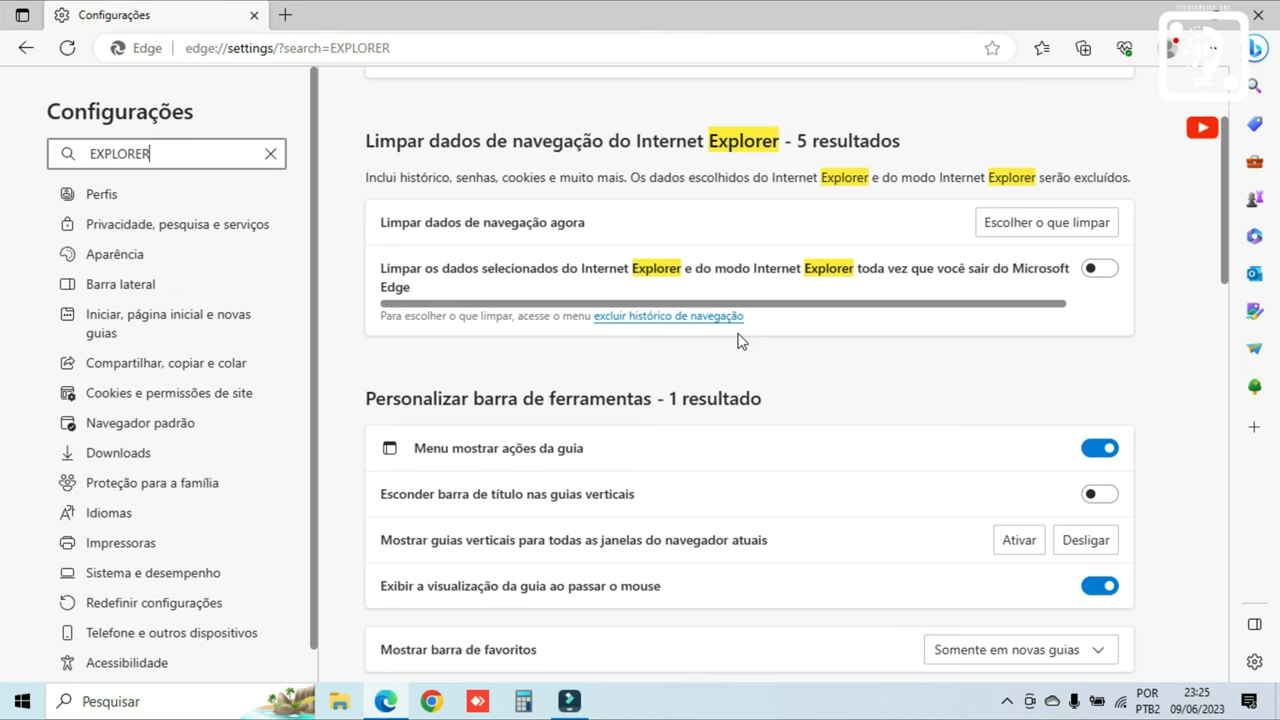 Configurações
TECHSERVICE.ONE
Edge
edge://settings/?search=EXPLORER
Configurações
EXPLORER
Perfis
Privacidade, pesquisa e serviços
Aparência
Barra lateral
Iniciar, página inicial e novas
guias
Compartilhar, copiar e colar
Cookies e permissões de site
Navegador padrão
Downloads
Proteção para a família
Idiomas
Impressoras
Sistema e desempenho
Redefinir configurações
Telefone e outros dispositivos
Acessibilidade
Limpar dados de navegação do Internet Explorer - 5 resultados
Inclui histórico, senhas, cookies e muito mais. Os dados escolhidos do Internet Explorer e do modo Internet Explorer serão excluídos.
Limpar dados de navegação agora
Escolher o que limpar
Limpar os dados selecionados do Internet Explorer e do modo Internet Explorer toda vez que você sair do Microsoft
Edge
Para escolher o que limpar, acesse o menu excluir histórico de navegação
Personalizar barra de ferramentas - 1 resultado
Menu mostrar ações da guia
Esconder barra de título nas guias verticais
Mostrar guias verticais para todas as janelas do navegador atuais
Ativar
Desligar
Exibir a visualização da guia ao passar o mouse
Mostrar barra de favoritos
Somente em novas guias
Pesquisar
POR
PTB2
23:25
09/06/2023